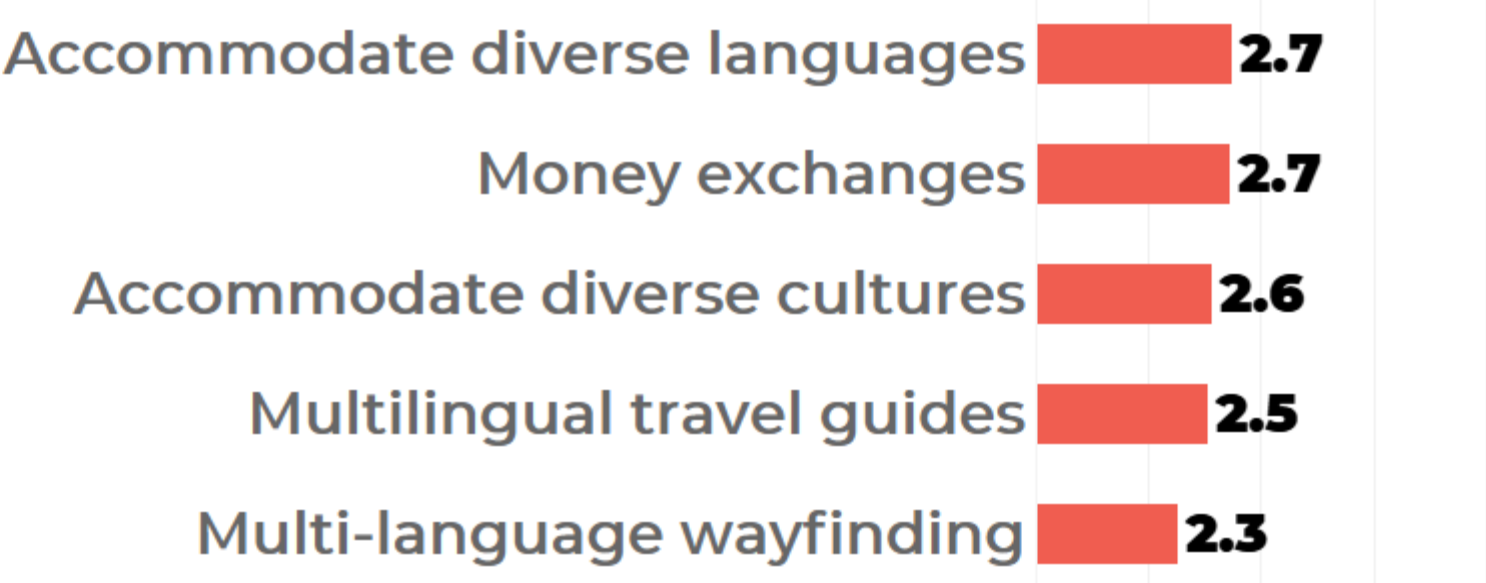 Accommodate diverse languages 2.7
Money exchanges 2.7
Accommodate diverse cultures 2.6
Multilingual travel guides 2.5
Multi-language wayfinding 2.3